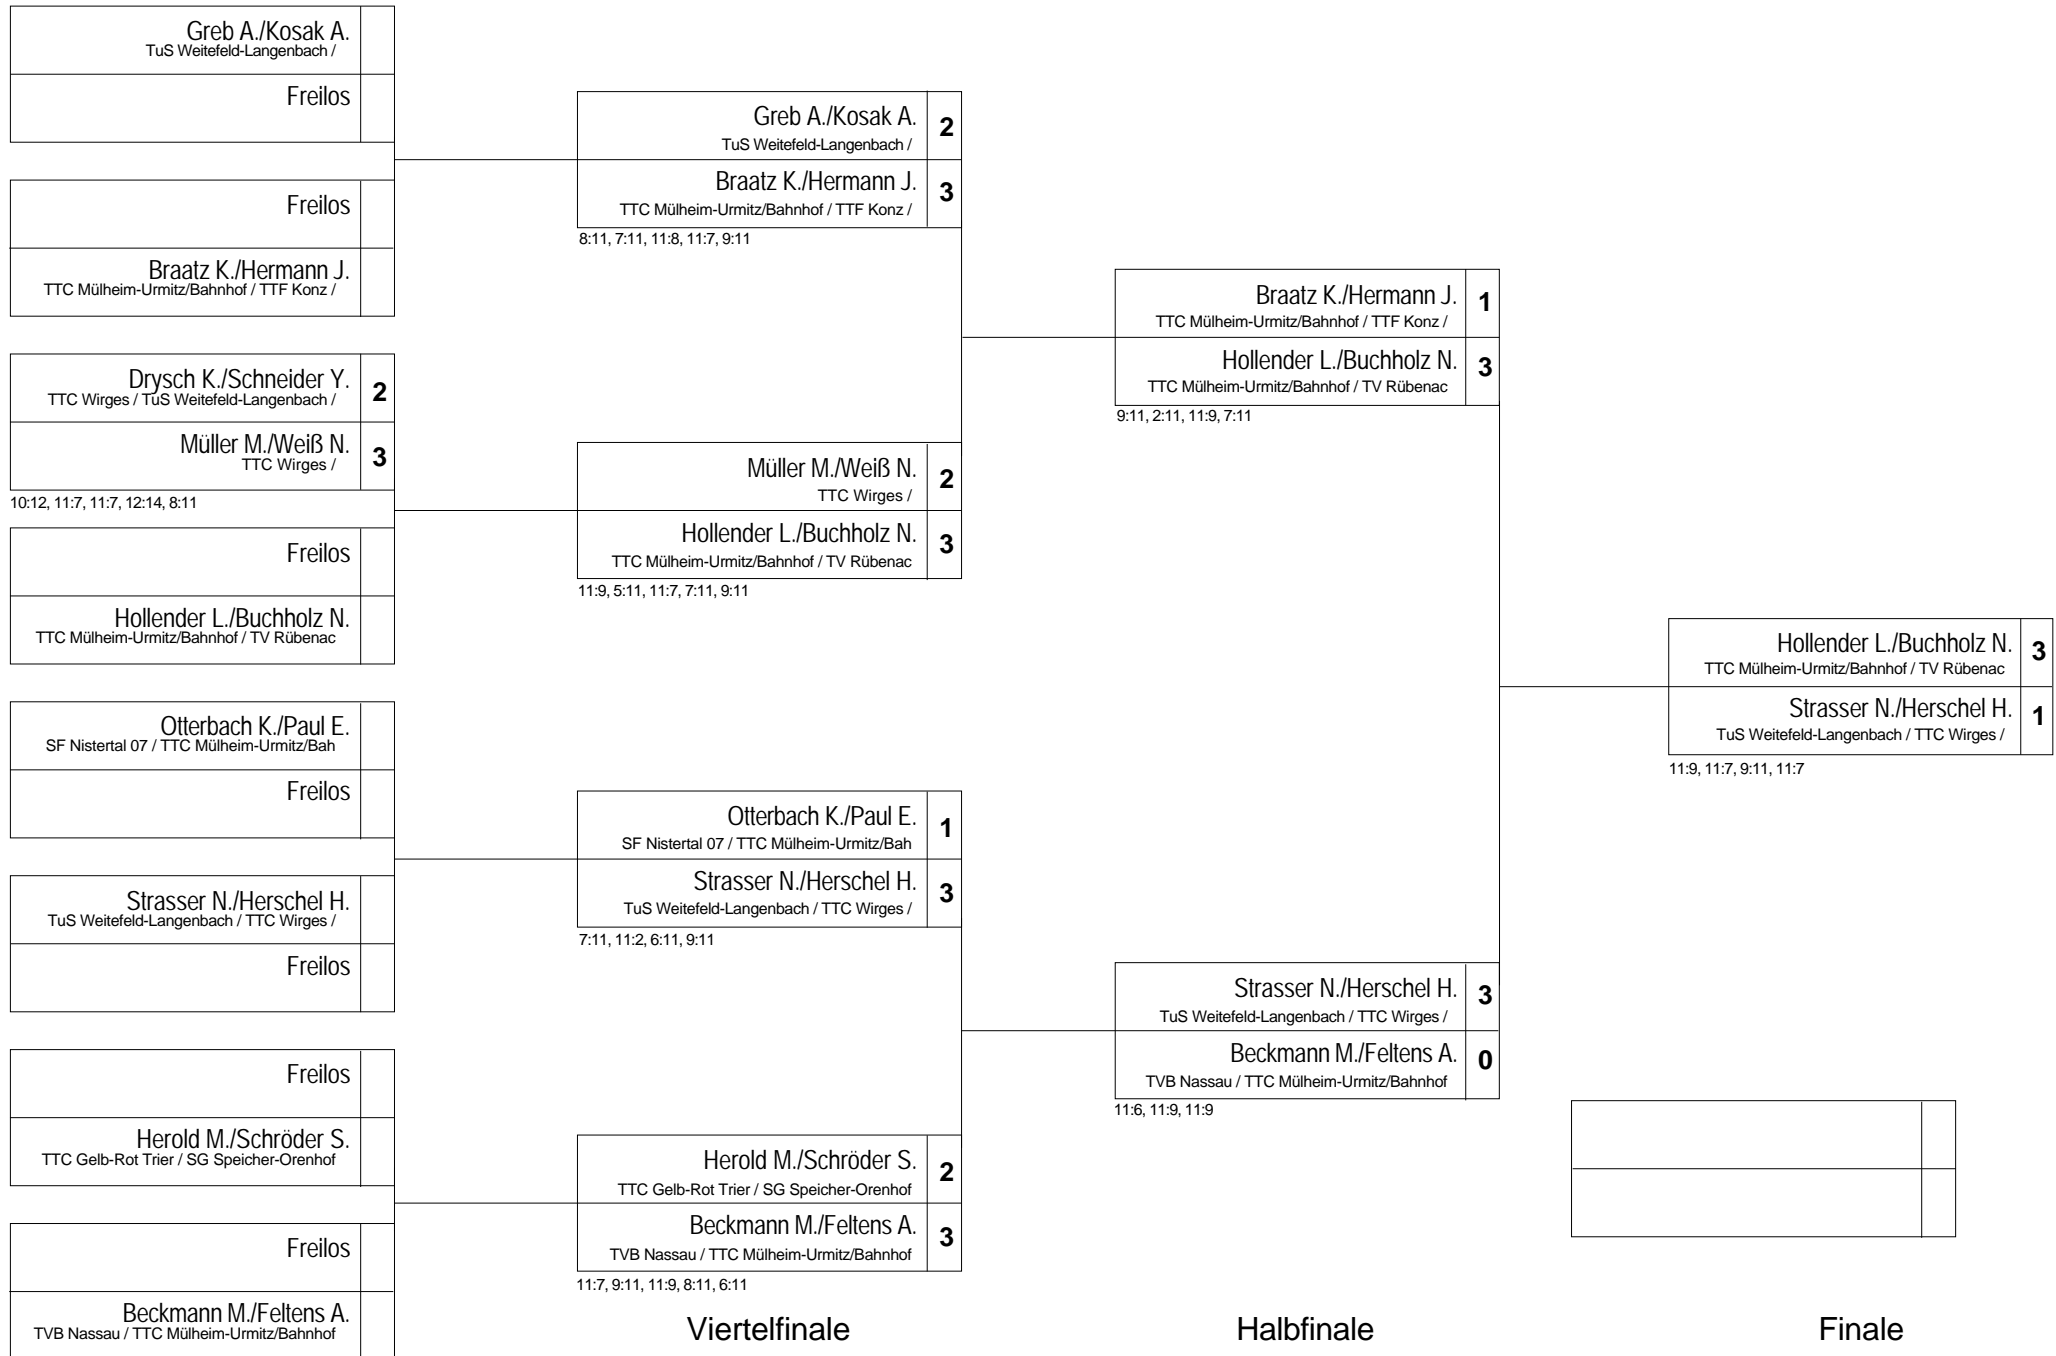 Greb A./Kosak A.
TuS Weitefeld-Langenbach /
Freilos
Freilos
Braatz K./Hermann J.
TTC Mülheim-Urmitz/Bahnhof / TTF Konz /
Drysch K./Schneider Y.
2
TTC Wirges / TuS Weitefeld-Langenbach /
Müller M./Weiß N.
3
TTC Wirges /
10:12, 11:7, 11:7, 12:14, 8:11
Freilos
Hollender L./Buchholz N.
TTC Mülheim-Urmitz/Bahnhof / TV Rübenac
Otterbach K./Paul E.
SF Nistertal 07 / TTC Mülheim-Urmitz/Bah
Freilos
Strasser N./Herschel H.
TuS Weitefeld-Langenbach / TTC Wirges /
Freilos
Freilos
Herold M./Schröder S.
TTC Gelb-Rot Trier / SG Speicher-Orenhof
Freilos
Beckmann M./Feltens A.
TVB Nassau / TTC Mülheim-Urmitz/Bahnhof
Greb A./Kosak A.
2
TuS Weitefeld-Langenbach /
Braatz K./Hermann J.
3
TTC Mülheim-Urmitz/Bahnhof / TTF Konz /
8:11, 7:11, 11:8, 11:7, 9:11
Müller M./Weiß N.
2
TTC Wirges /
Hollender L./Buchholz N.
3
TTC Mülheim-Urmitz/Bahnhof / TV Rübenac
11:9, 5:11, 11:7, 7:11, 9:11
Otterbach K./Paul E.
1
SF Nistertal 07 / TTC Mülheim-Urmitz/Bah
Strasser N./Herschel H.
3
TuS Weitefeld-Langenbach / TTC Wirges /
7:11, 11:2, 6:11, 9:11
Herold M./Schröder S.
2
TTC Gelb-Rot Trier / SG Speicher-Orenhof
Beckmann M./Feltens A.
3
TVB Nassau / TTC Mülheim-Urmitz/Bahnhof
11:7, 9:11, 11:9, 8:11, 6:11
Viertelfinale
Braatz K./Hermann J.
1
TTC Mülheim-Urmitz/Bahnhof / TTF Konz /
Hollender L./Buchholz N.
3
TTC Mülheim-Urmitz/Bahnhof / TV Rübenac
9:11, 2:11, 11:9, 7:11
Strasser N./Herschel H.
3
TuS Weitefeld-Langenbach / TTC Wirges /
Beckmann M./Feltens A.
0
TVB Nassau / TTC Mülheim-Urmitz/Bahnhof
11:6, 11:9, 11:9
Halbfinale
Hollender L./Buchholz N.
3
TTC Mülheim-Urmitz/Bahnhof / TV Rübenac
Strasser N./Herschel H.
1
TuS Weitefeld-Langenbach / TTC Wirges /
11:9, 11:7, 9:11, 11:7
Finale